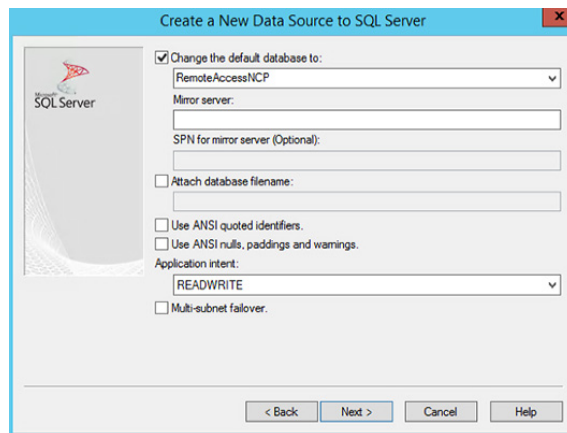 Create a New Data Source to SQL Server
x
Microsoft
SQL Server
Change the default database to:
RemoteAccessNCP
Mirror server:
SPN for mirror server (Optional):
Attach database filename:
Use ANSI quoted identifiers.
Use ANSI nulls, paddings and warnings.
Application intent:
READWRITE
Multi-subnet failover.
< Back Next > Cancel Help